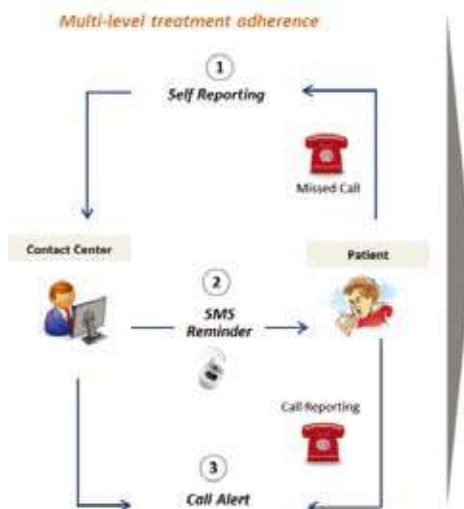 Multi-level treatment adherence
1
Self Reporting
Missed Call
Contact Center
Patient
2
SMS
Reminder
Call Reporting
3
Call Alert